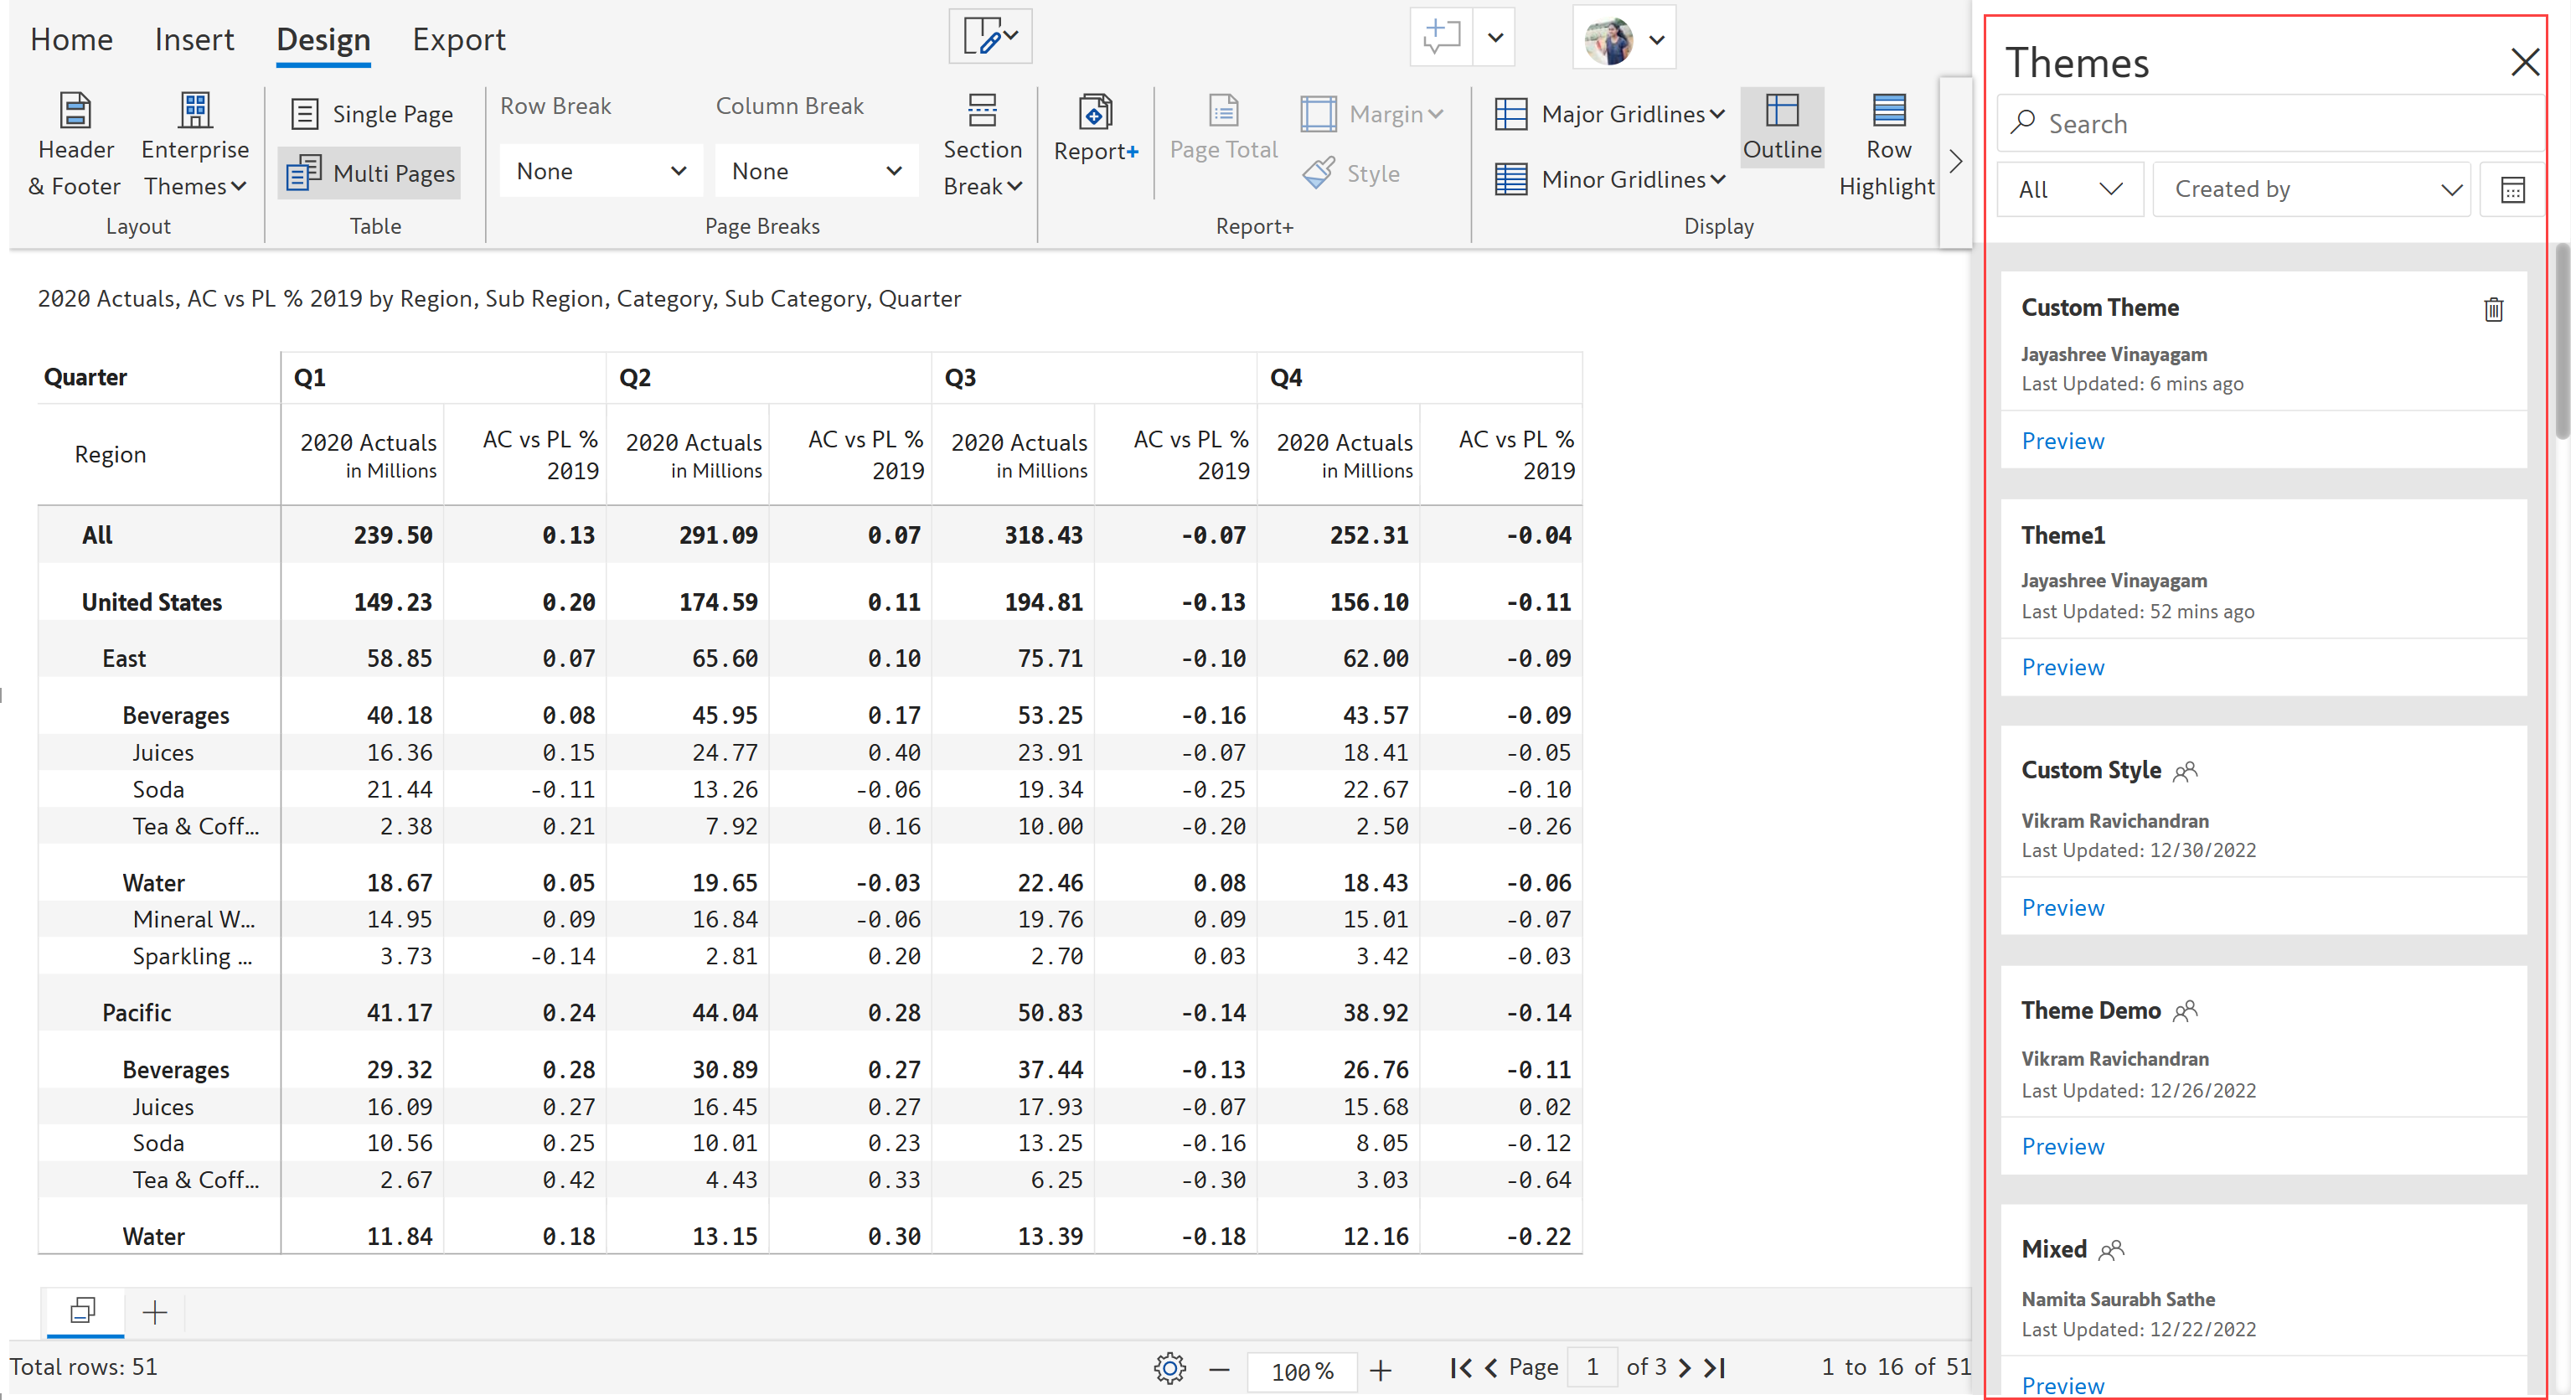 Home Insert Design Export
Header & Footer
Enterprise Themes
Layout
Single Page
Multi Pages
Table
Row Break Column Break
None None
Section Break
Page Breaks
Report+
Page Total
Margin
Style
Report+
Major Gridlines
Minor Gridlines
Outline
Row Highlight
Display
2020 Actuals, AC vs PL % 2019 by Region, Sub Region, Category, Sub Category, Quarter
Quarter Q1 Q2 Q3 Q4
Region 2020 Actuals in Millions AC vs PL % 2019 2020 Actuals in Millions AC vs PL % 2019 2020 Actuals in Millions AC vs PL % 2019 2020 Actuals in Millions AC vs PL % 2019
All 239.50 0.13 291.09 0.07 318.43 -0.07 252.31 -0.04
United States 149.23 0.20 174.59 0.11 194.81 -0.13 156.10 -0.11
East 58.85 0.07 65.60 0.10 75.71 -0.10 62.00 -0.09
Beverages 40.18 0.08 45.95 0.17 53.25 -0.16 43.57 -0.09
Juices 16.36 0.15 24.77 0.40 23.91 -0.07 18.41 -0.05
Soda 21.44 -0.11 13.26 -0.06 19.34 -0.25 22.67 -0.10
Tea & Coff... 2.38 0.21 7.92 0.16 10.00 -0.20 2.50 -0.26
Water 18.67 0.05 19.65 -0.03 22.46 0.08 18.43 -0.06
Mineral W... 14.95 0.09 16.84 -0.06 19.76 0.09 15.01 -0.07
Sparkling ... 3.73 -0.14 2.81 0.20 2.70 0.03 3.42 -0.03
Pacific 41.17 0.24 44.04 0.28 50.83 -0.14 38.92 -0.14
Beverages 29.32 0.28 30.89 0.27 37.44 -0.13 26.76 -0.11
Juices 16.09 0.27 16.45 0.27 17.93 -0.07 15.68 0.02
Soda 10.56 0.25 10.01 0.23 13.25 -0.16 8.05 -0.12
Tea & Coff... 2.67 0.42 4.43 0.33 6.25 -0.30 3.03 -0.64
Water 11.84 0.18 13.15 0.30 13.39 -0.18 12.16 -0.22
Total rows: 51
100 %
Page 1 of 3
1 to 16 of 51
Themes
Search
All Created by
Custom Theme
Jayashree Vinayagam
Last Updated: 6 mins ago
Preview
Theme1
Jayashree Vinayagam
Last Updated: 52 mins ago
Preview
Custom Style
Vikram Ravichandran
Last Updated: 12/30/2022
Preview
Theme Demo
Vikram Ravichandran
Last Updated: 12/26/2022
Preview
Mixed
Namita Saurabh Sathe
Last Updated: 12/22/2022
Preview